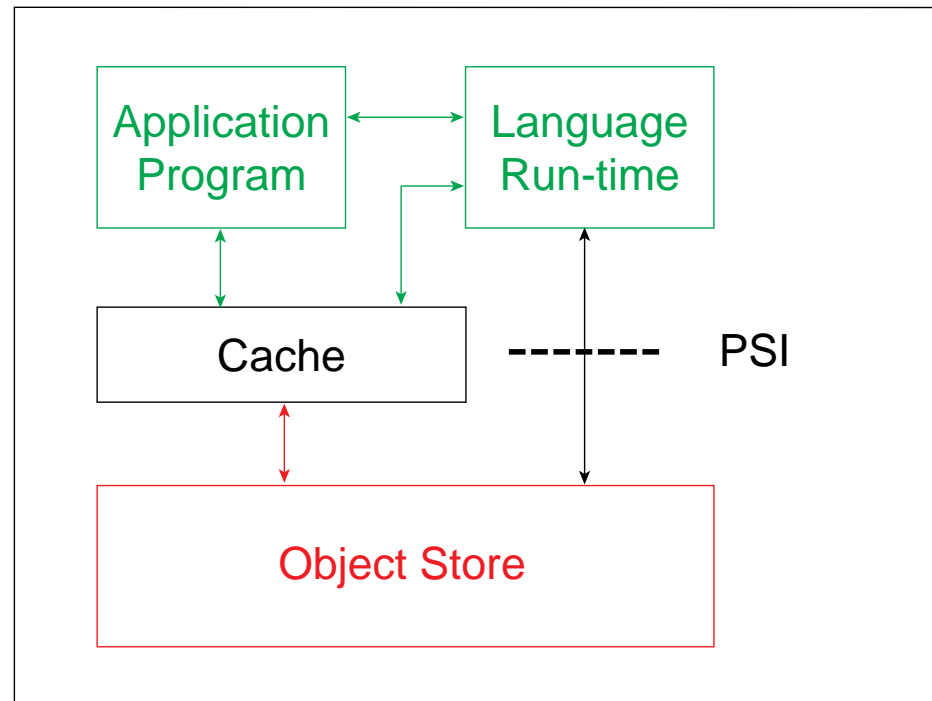 Application
Program
Language
Run-time
Cache
PSI
Object Store